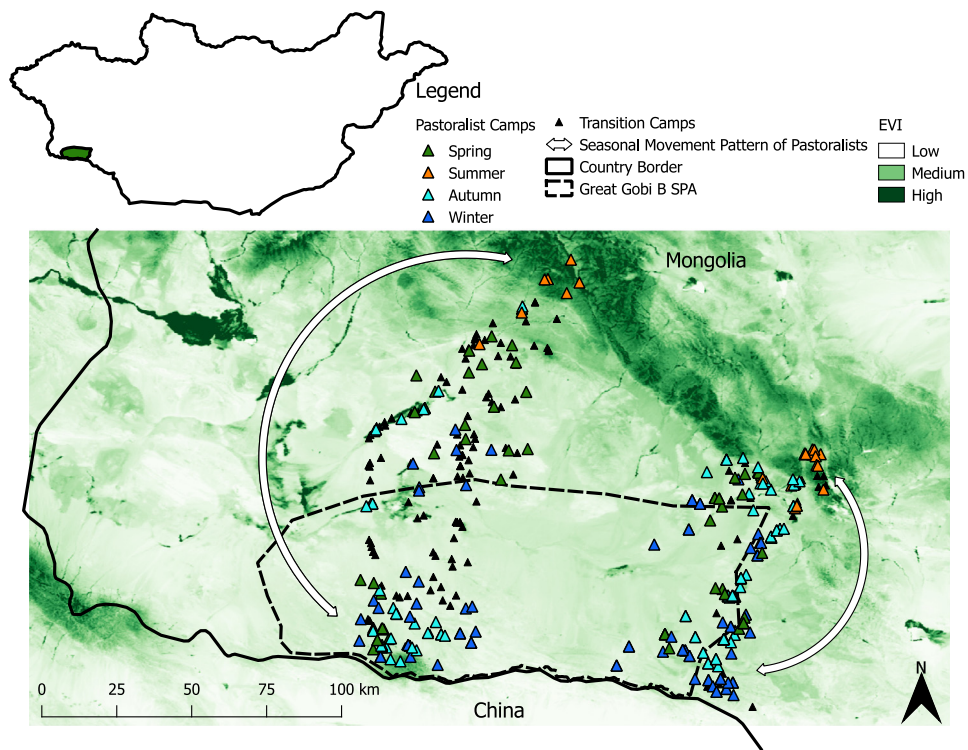 Legend
Pastoralist Camps
Spring
Summer
Autumn
Winter
Transition Camps
Seasonal Movement Pattern of Pastoralists
Country Border
Great Gobi B SPA
EVI
Low
Medium
High
Mongolia
N
0 25 50 75 100 km
China